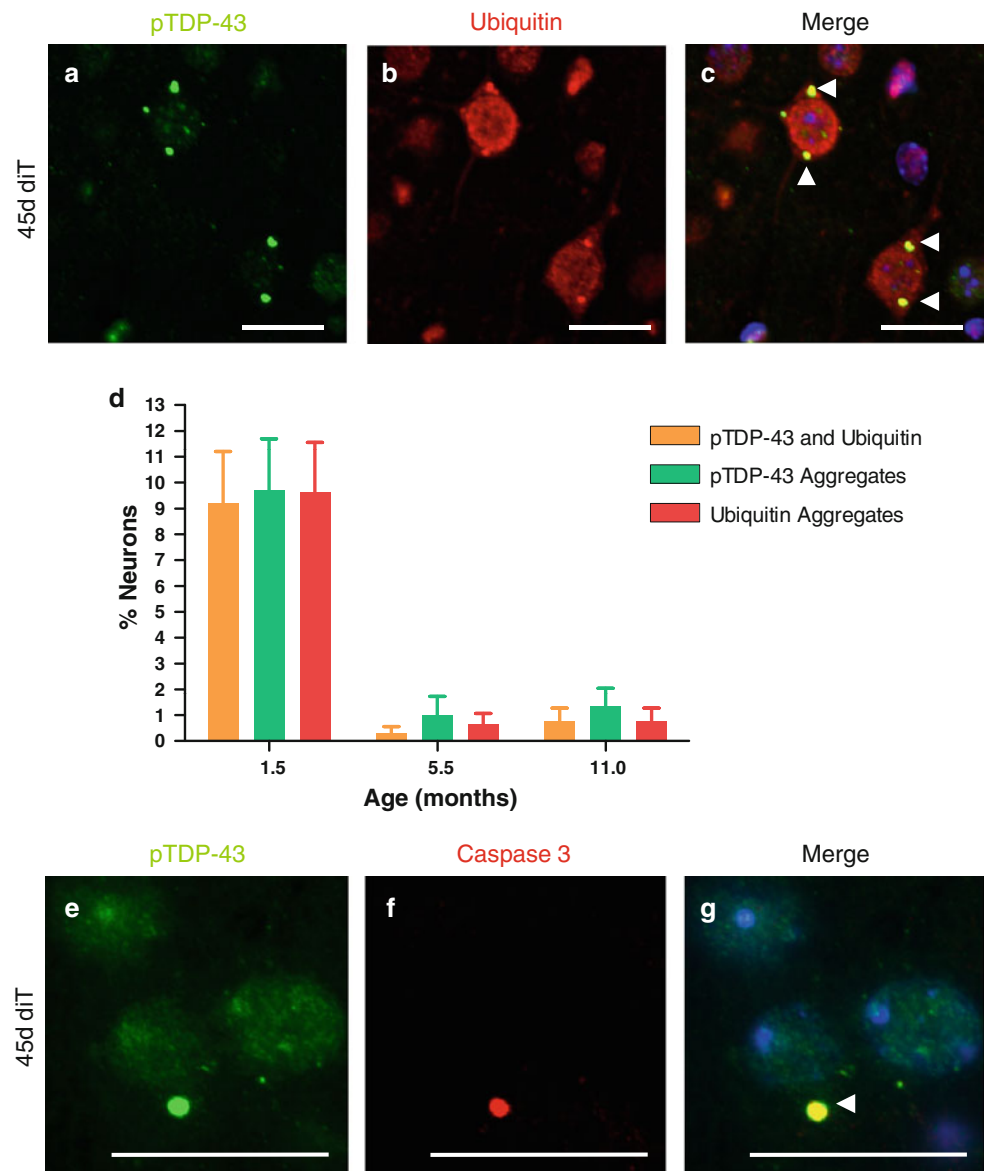 pTDP-43 Ubiquitin Merge
45d diT
a b c
d
13
12
11
10
9
8
7
6
5
4
3
2
1
0
% Neurons
1.5 5.5 11.0
Age (months)
pTDP-43 and Ubiquitin
pTDP-43 Aggregates
Ubiquitin Aggregates
pTDP-43 Caspase 3 Merge
45d diT
e f g